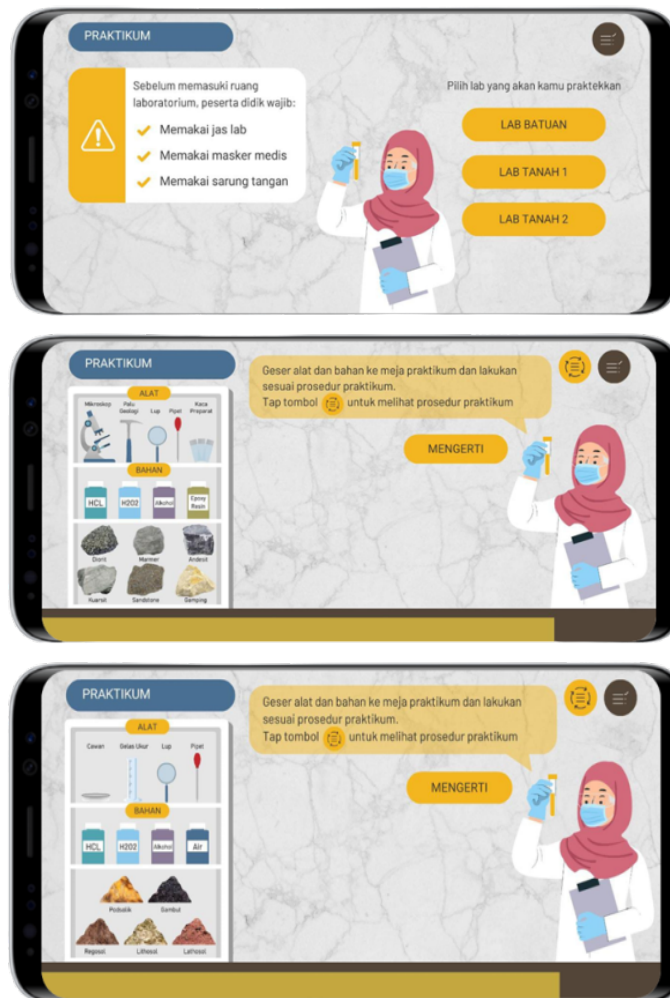 PRAKTIKUM
Sebelum memasuki ruang
laboratorium, peserta didik wajib:
Memakai jas lab
Memakai masker medis
Memakai sarung tangan
Pilih lab yang akan kamu praktekkan
LAB BATUAN
LAB TANAH 1
LAB TANAH 2
PRAKTIKUM
Geser alat dan bahan ke meja praktikum dan lakukan
sesuai prosedur praktikum.
Tap tombol untuk melihat prosedur praktikum
MENGERTI
ALAT
Mikroskop Palu Geologi Lup Pipet Kaca Preparat
BAHAN
HCL H2O2 Alkohol Epoxy Resin
Diorit Marmer Andesit
Kuarsit Sandstone Gamping
PRAKTIKUM
Geser alat dan bahan ke meja praktikum dan lakukan
sesuai prosedur praktikum.
Tap tombol untuk melihat prosedur praktikum
MENGERTI
ALAT
Cawan Gelas Ukur Lup Pipet
BAHAN
HCL H2O2 Alkohol Air
Podsolik Gambut
Regosol Lithosol Lathosol